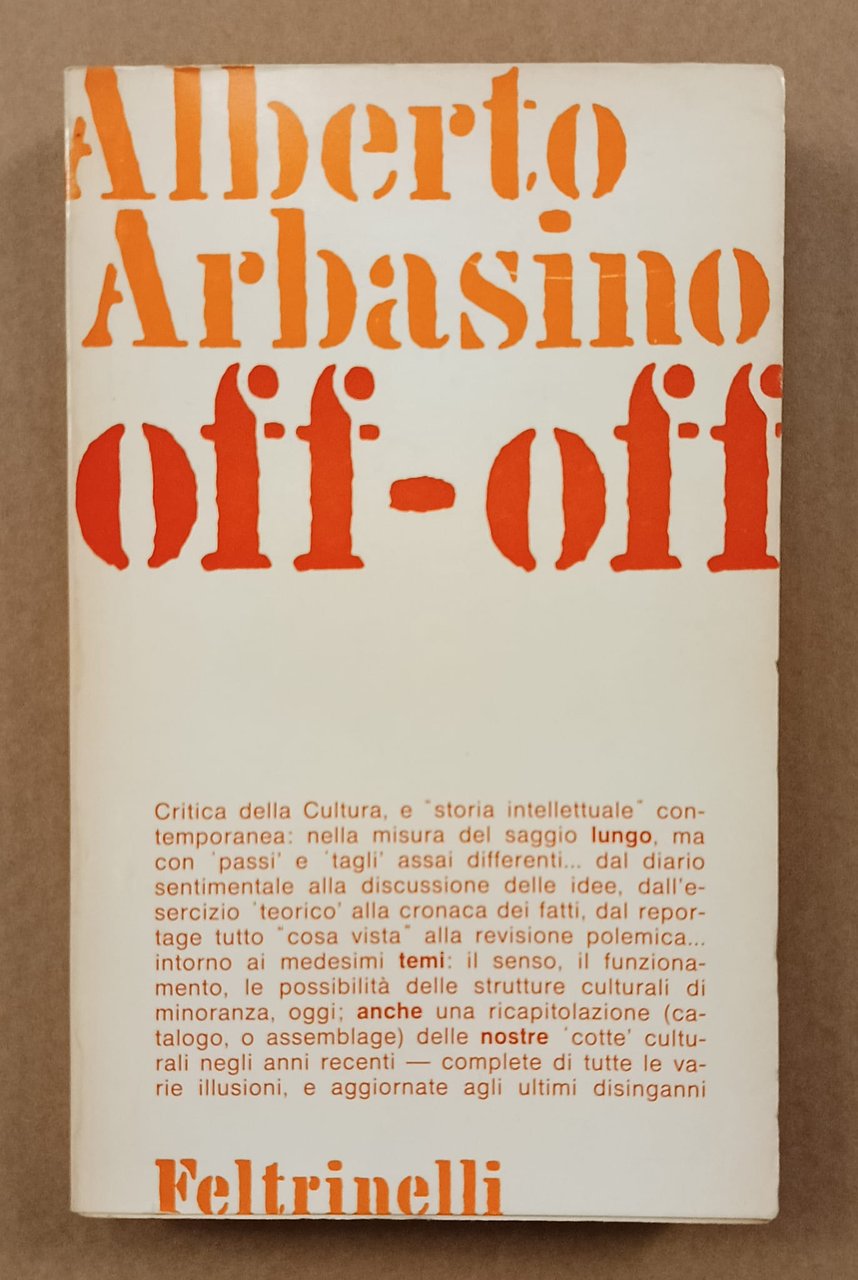 Alberto
Arbasino
off-off
Critica della Cultura, e "storia intellettuale" con-
temporanea: nella misura del saggio lungo, ma
con 'passi' e 'tagli' assai differenti... dal diario
sentimentale alla discussione delle idee, dall'e-
sercizio 'teorico' alla cronaca dei fatti, dal repor-
tage tutto "cosa vista" alla revisione polemica...
intorno ai medesimi temi: il senso, il funziona-
mento, le possibilità delle strutture culturali di
minoranza, oggi; anche una ricapitolazione (ca-
talogo, o assemblage) delle nostre 'cotte' cultu-
rali negli anni recenti — complete di tutte le va-
rie illusioni, e aggiornate agli ultimi disinganni
Feltrinelli